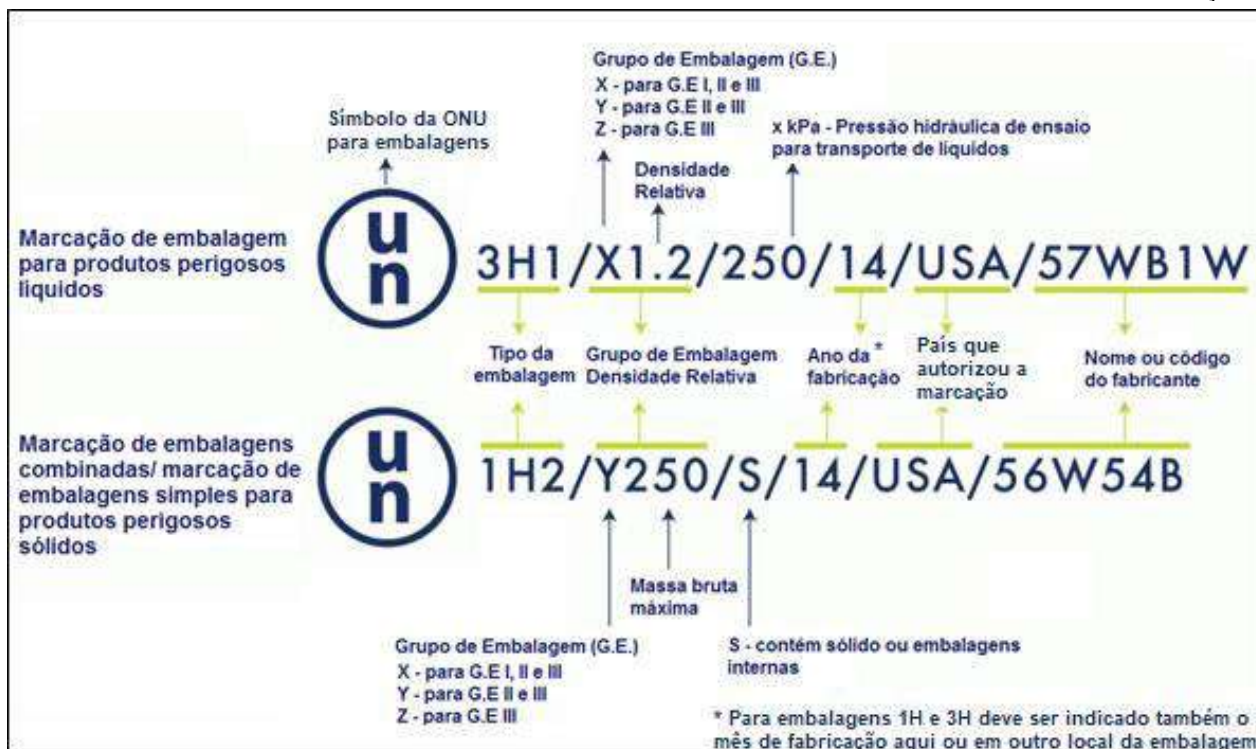 Grupo de Embalagem (G.E.)
X - para G.E I, II e III
Y - para G.E II e III
Z - para G.E III
Símbolo da ONU
para embalagens
x kPa - Pressão hidráulica de ensaio
para transporte de líquidos
Densidade
Relativa
Marcação de embalagem
para produtos perigosos
líquidos
un
3H1/X1.2/250/14/USA/57WB1W
Tipo da
embalagem
Grupo de Embalagem
Densidade Relativa
Ano da *
fabricação
País que
autorizou a
marcação
Nome ou código
do fabricante
Marcação de embalagens
combinadas/ marcação de
embalagens simples para
produtos perigosos
sólidos
un
1H2/Y250/S/14/USA/56W54B
Massa bruta
máxima
Grupo de Embalagem (G.E.)
X - para G.E I, II e III
Y - para G.E II e III
Z - para G.E III
S - contém sólido ou embalagens
internas
* Para embalagens 1H e 3H deve ser indicado também o
mês de fabricação aqui ou em outro local da embalagem